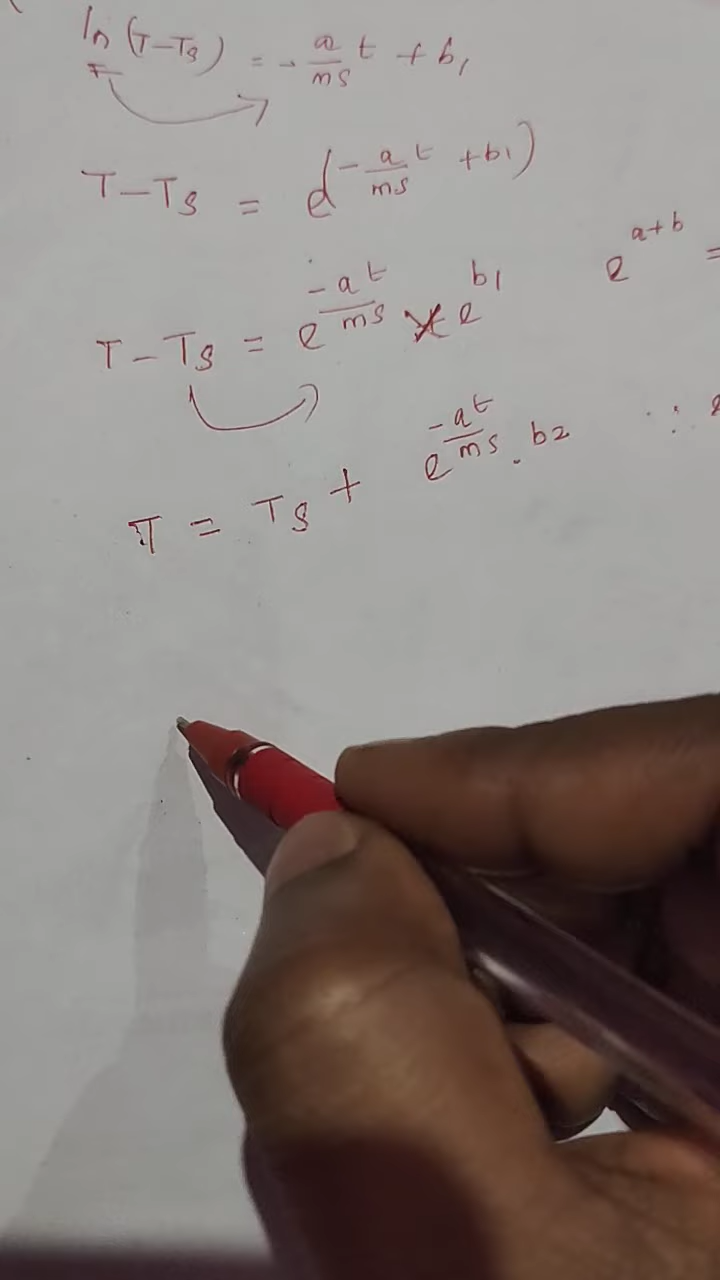 ln (T-Ts) = - a/ms t + b1
T-Ts = e(-a/ms t +b1)
T-Ts = e^-at/ms × e^b1 e^a+b =
T = Ts + e^-at/ms . b2 ∵